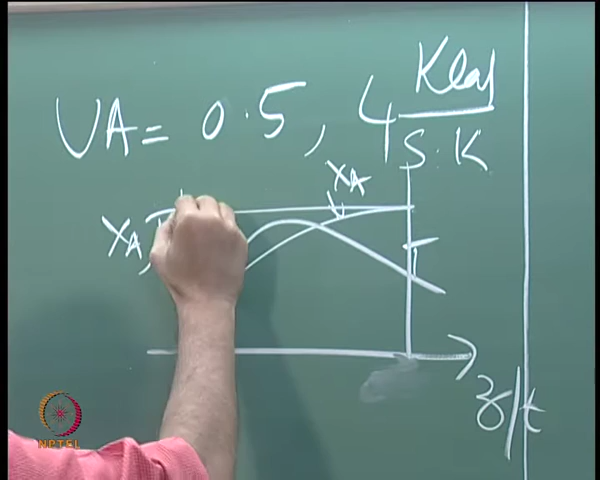 UA = 0.5, 4 Kcal/S.K
XA
XA,
T
z/t
NPTEL